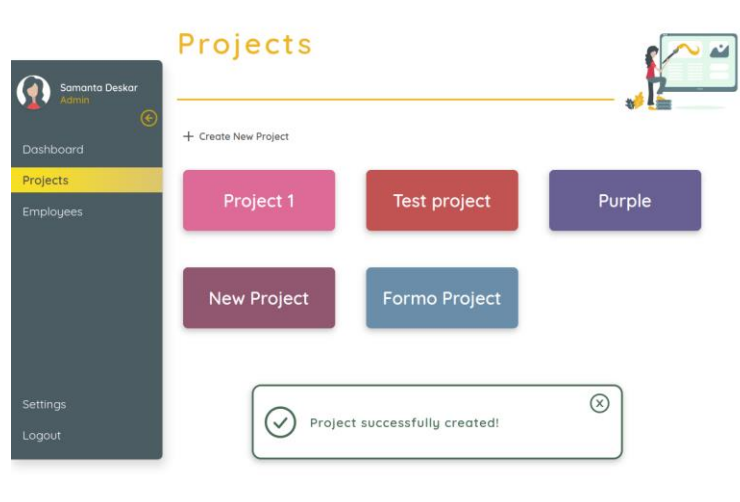 Projects
Samanta Deskar
Admin
Dashboard
Projects
Employees
Settings
Logout
+ Create New Project
Project 1
Test project
Purple
New Project
Formo Project
Project successfully created!